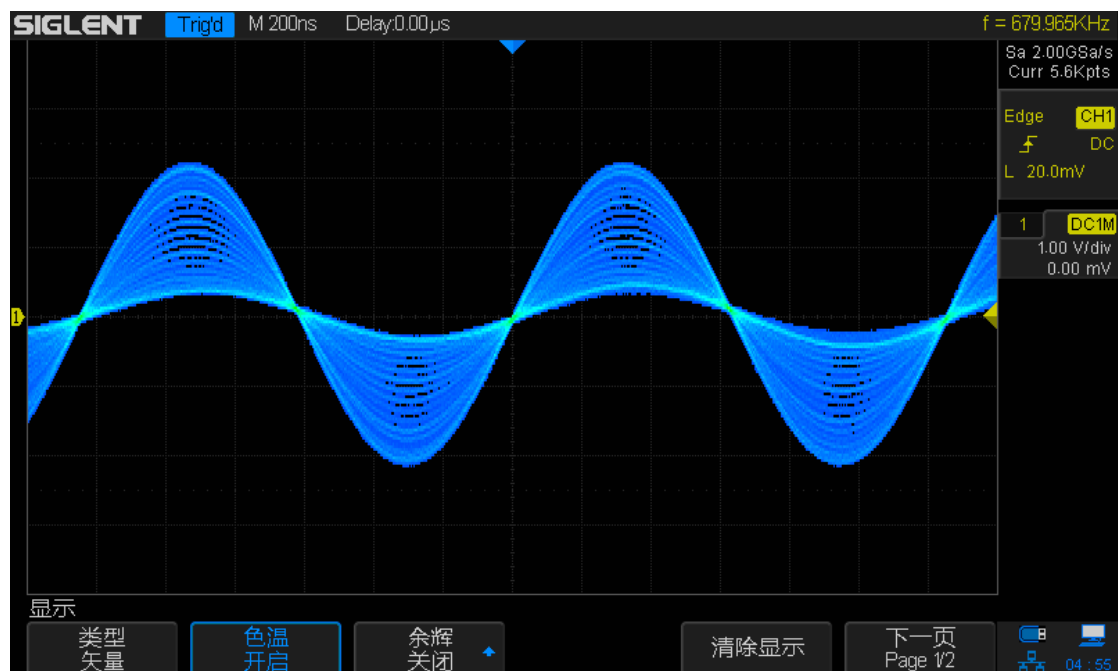 SIGLENT Trig'd M 200ns Delay:0.00µs f = 679.965KHz
Sa 2.00GSa/s
Curr 5.6Kpts
Edge CH1
DC
L 20.0mV
1 DC1M
1.00 V/div
0.00 mV
1
显示
类型
矢量
色温
开启
余辉
关闭
清除显示
下一页
Page 1/2
04:55